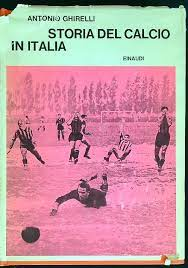 ANTONIO GHIRELLI
STORIA DEL CALCIO
IN ITALIA
EINAUDI